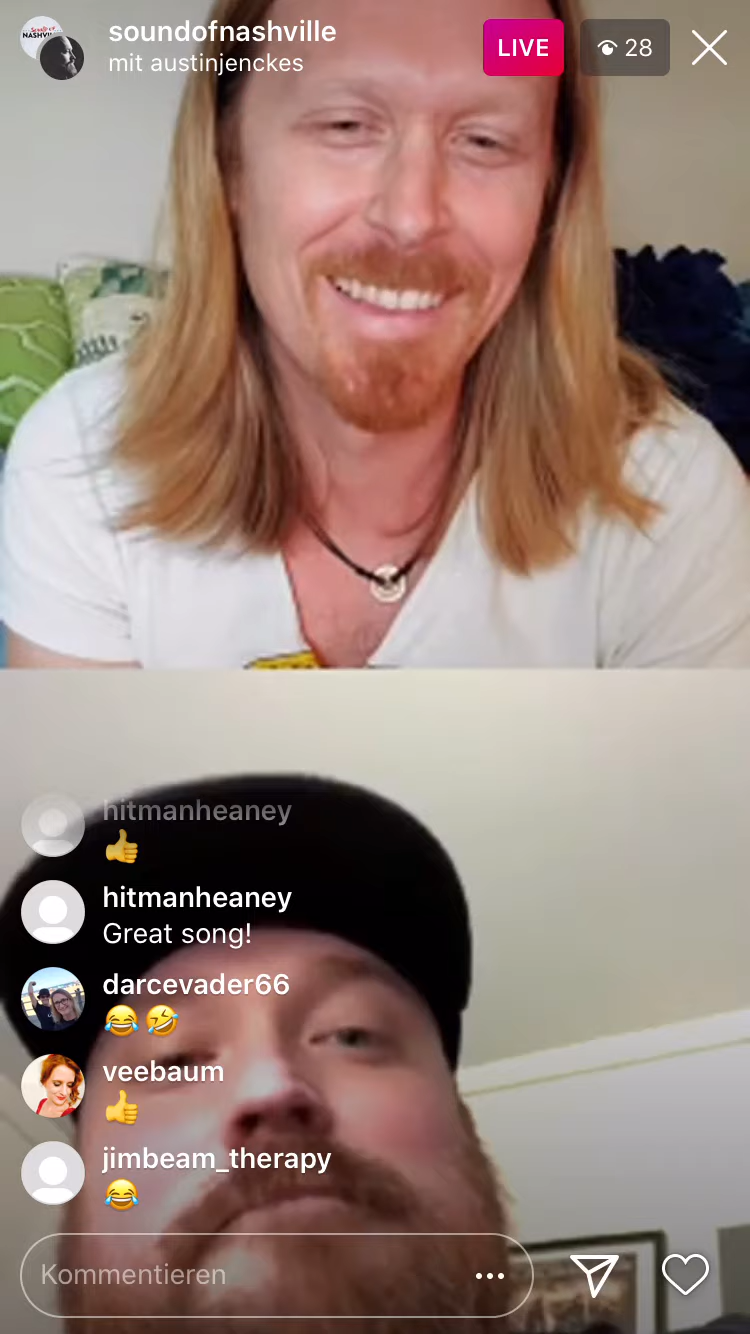 soundofnashville
mit austinjenckes
LIVE
28
hitmanheaney
👍
hitmanheaney
Great song!
darcevader66
😂🤣
veebaum
👍
jimbeam_therapy
😂
Kommentieren